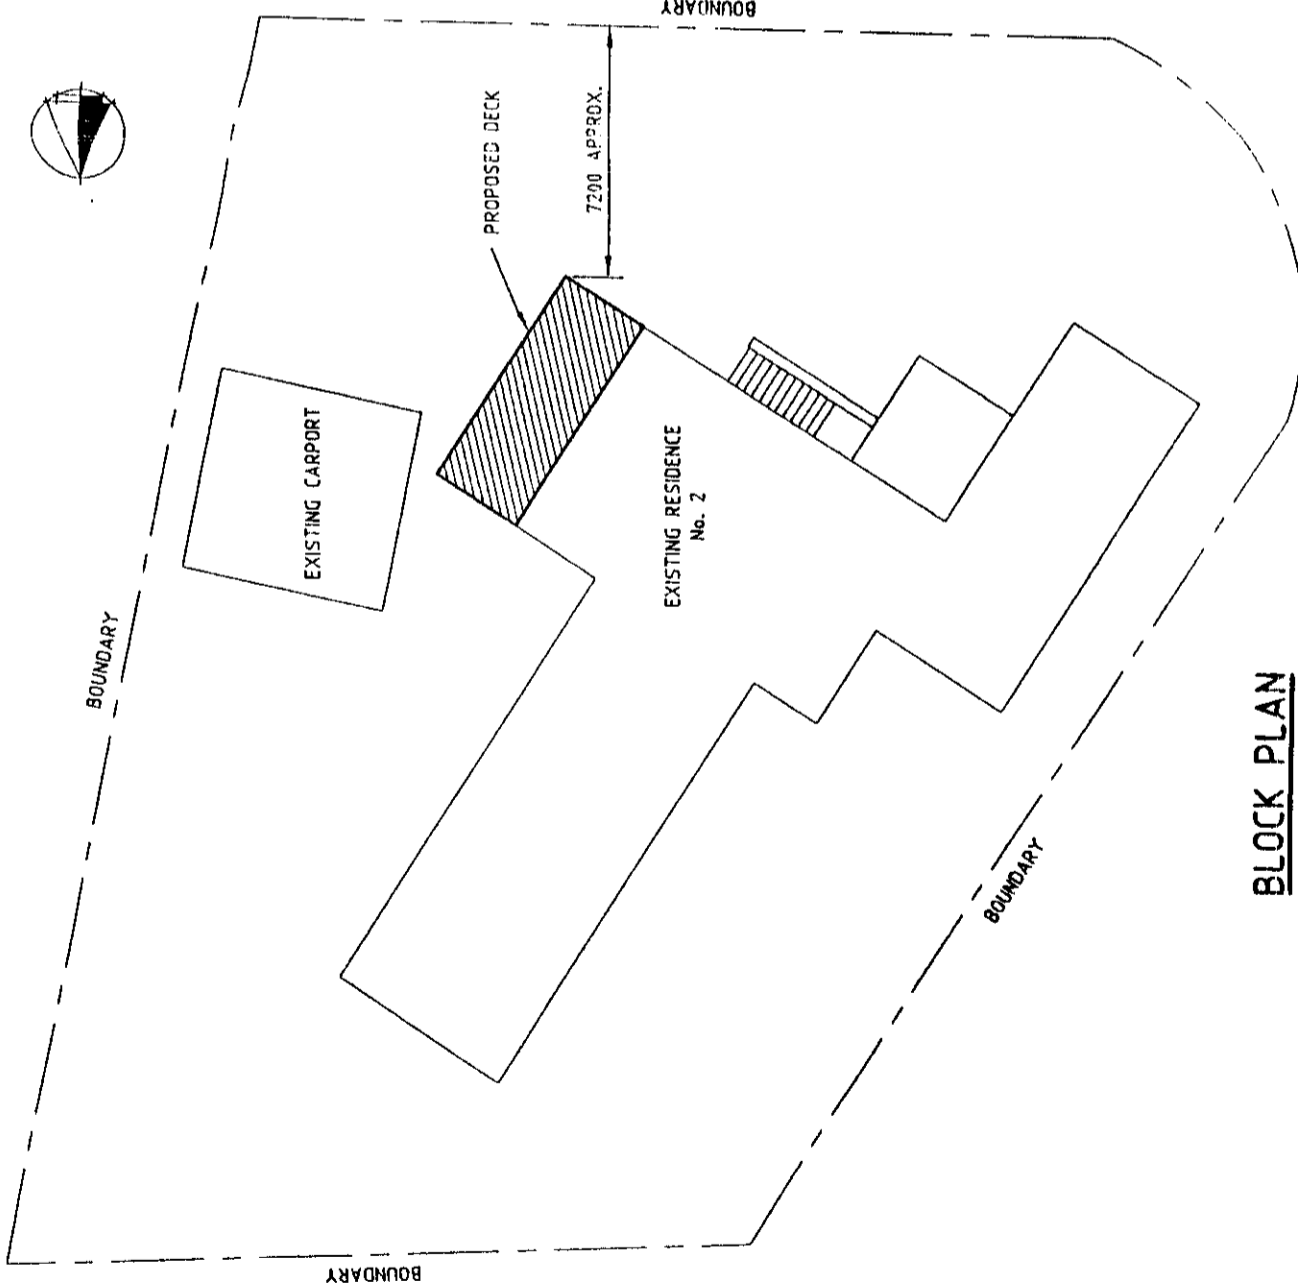 BOUNDARY
PROPOSED DECK
7200 APPROX.
EXISTING CARPORT
EXISTING RESIDENCE
No. 2
BOUNDARY
BOUNDARY
BOUNDARY
BLOCK PLAN